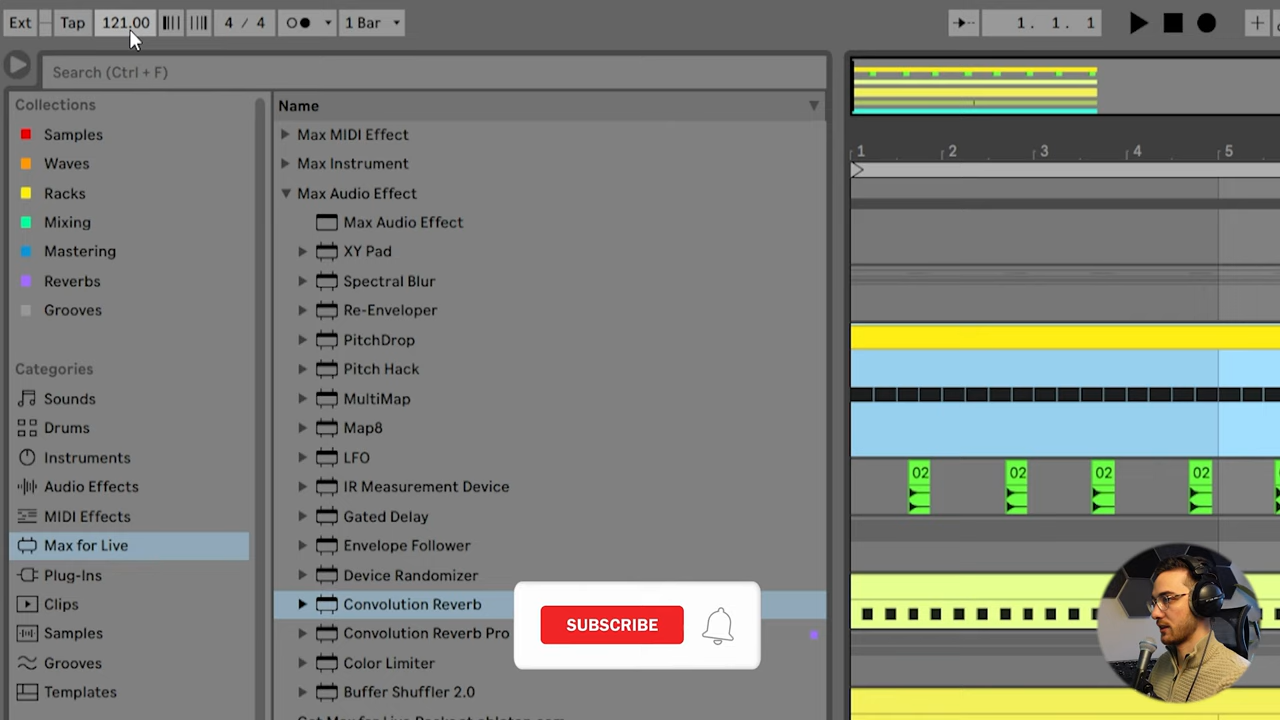 Ext Tap 121.00 4 / 4 1 Bar 1. 1. 1
Search (Ctrl + F)
Collections
Samples
Waves
Racks
Mixing
Mastering
Reverbs
Grooves
Categories
Sounds
Drums
Instruments
Audio Effects
MIDI Effects
Max for Live
Plug-Ins
Clips
Samples
Grooves
Templates
Name
Max MIDI Effect
Max Instrument
Max Audio Effect
Max Audio Effect
XY Pad
Spectral Blur
Re-Enveloper
PitchDrop
Pitch Hack
MultiMap
Map8
LFO
IR Measurement Device
Gated Delay
Envelope Follower
Device Randomizer
Convolution Reverb
Convolution Reverb Pro
Color Limiter
Buffer Shuffler 2.0
SUBSCRIBE
1 2 3 4 5
02 02 02 02